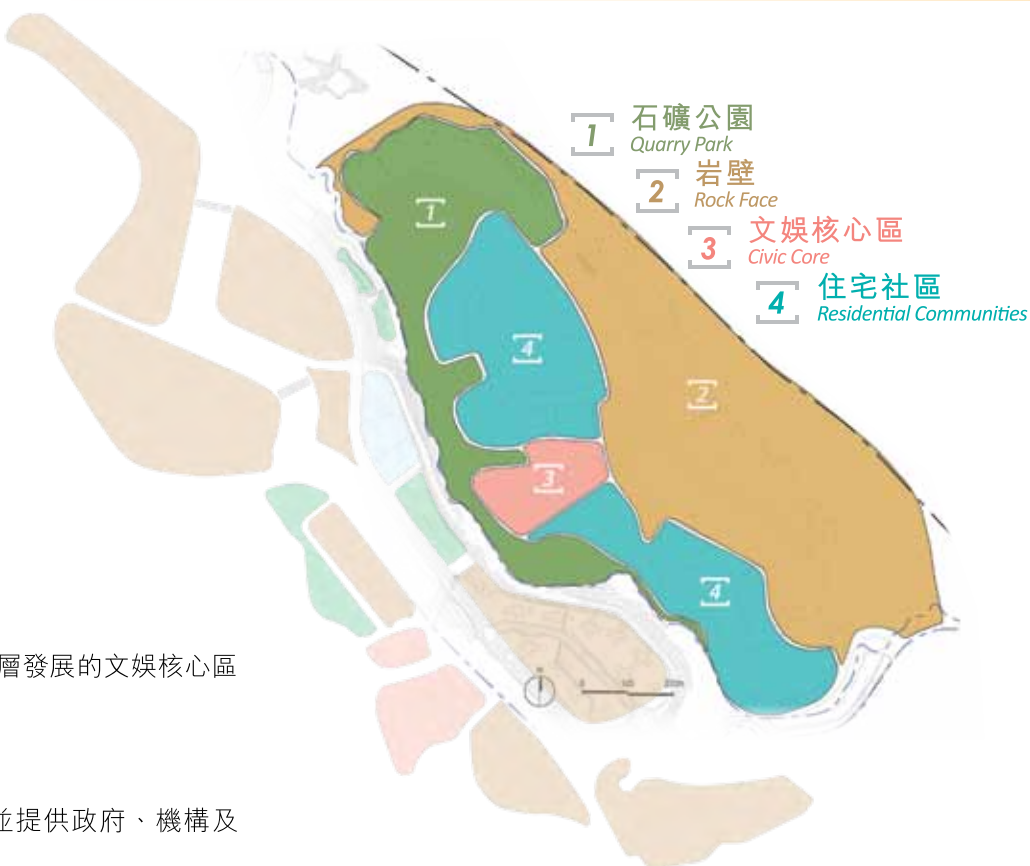 1
石礦公園
Quarry Park
2
岩壁
Rock Face
3
文娛核心區
Civic Core
4
住宅社區
Residential Communities
1
4
2
3
4
層發展的文娛核心區
並提供政府、機構及